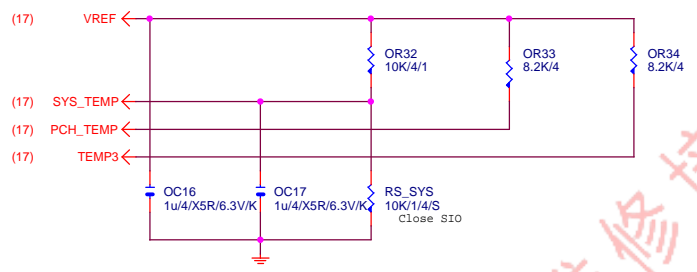 (17) VREF
OR32
10K/4/1
OR33
8.2K/4
OR34
8.2K/4
(17) SYS_TEMP
(17) PCH_TEMP
(17) TEMP3
OC16
1u/4/X5R/6.3V/K
OC17
1u/4/X5R/6.3V/K
RS_SYS
10K/1/4/S
Close SIO
修